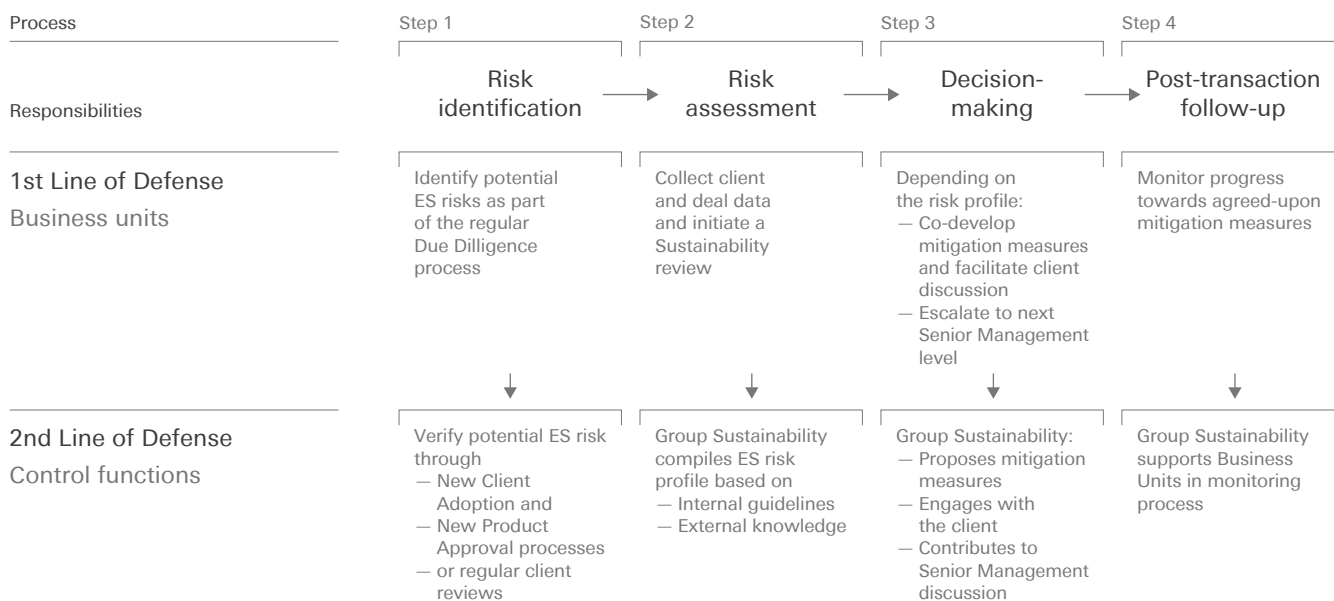 Process
Step 1
Step 2
Step 3
Step 4
Responsibilities
Risk
identification
Risk
assessment
Decision-
making
Post-transaction
follow-up
1st Line of Defense
Business units
Identify potential
ES risks as part
of the regular
Due Dilligence
process
Collect client
and deal data
and initiate a
Sustainability
review
Depending on
the risk profile:
— Co-develop
mitigation measures
and facilitate client
discussion
— Escalate to next
Senior Management
level
Monitor progress
towards agreed-upon
mitigation measures
2nd Line of Defense
Control functions
Verify potential ES risk
through
— New Client
Adoption and
— New Product
Approval processes
— or regular client
reviews
Group Sustainability
compiles ES risk
profile based on
— Internal guidelines
— External knowledge
Group Sustainability:
— Proposes mitigation
measures
— Engages with
the client
— Contributes to
Senior Management
discussion
Group Sustainability
supports Business
Units in monitoring
process